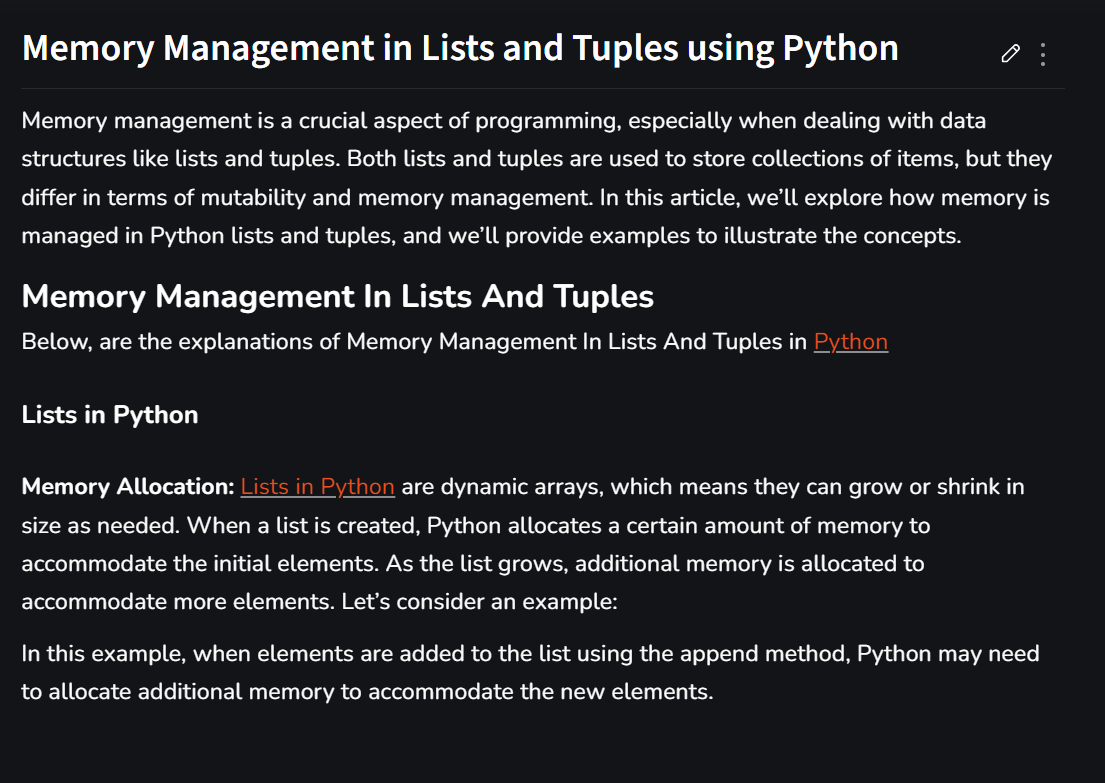 Memory Management in Lists and Tuples using Python
Memory management is a crucial aspect of programming, especially when dealing with data
structures like lists and tuples. Both lists and tuples are used to store collections of items, but they
differ in terms of mutability and memory management. In this article, we’ll explore how memory is
managed in Python lists and tuples, and we’ll provide examples to illustrate the concepts.
Memory Management In Lists And Tuples
Below, are the explanations of Memory Management In Lists And Tuples in Python
Lists in Python
Memory Allocation: Lists in Python are dynamic arrays, which means they can grow or shrink in
size as needed. When a list is created, Python allocates a certain amount of memory to
accommodate the initial elements. As the list grows, additional memory is allocated to
accommodate more elements. Let’s consider an example:
In this example, when elements are added to the list using the append method, Python may need
to allocate additional memory to accommodate the new elements.